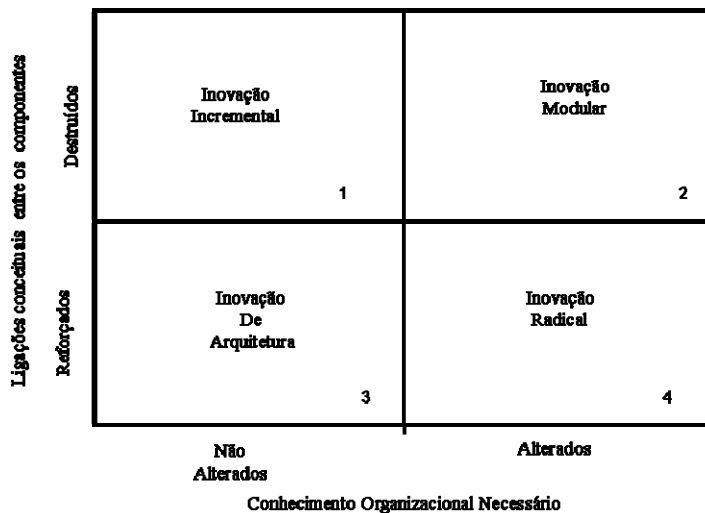 Ligações conceituais entre os componentes
Destruídos
Inovação
Incremental
1
Inovação
Modular
2
Reforçados
Inovação
De
Arquitetura
3
Inovação
Radical
4
Não
Alterados
Alterados
Conhecimento Organizacional Necessário